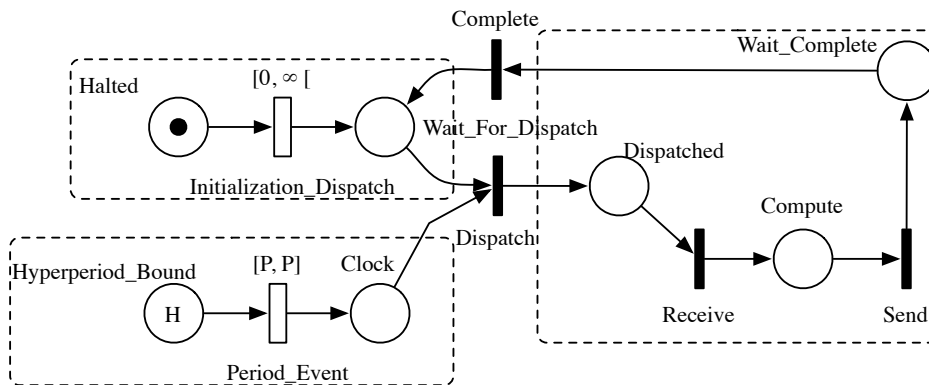 Complete
Wait_Complete
Halted
[0, ∞ [
Wait_For_Dispatch
Dispatched
Initialization_Dispatch
Compute
Dispatch
Hyperperiod_Bound
[P, P]
Clock
H
Receive
Send
Period_Event